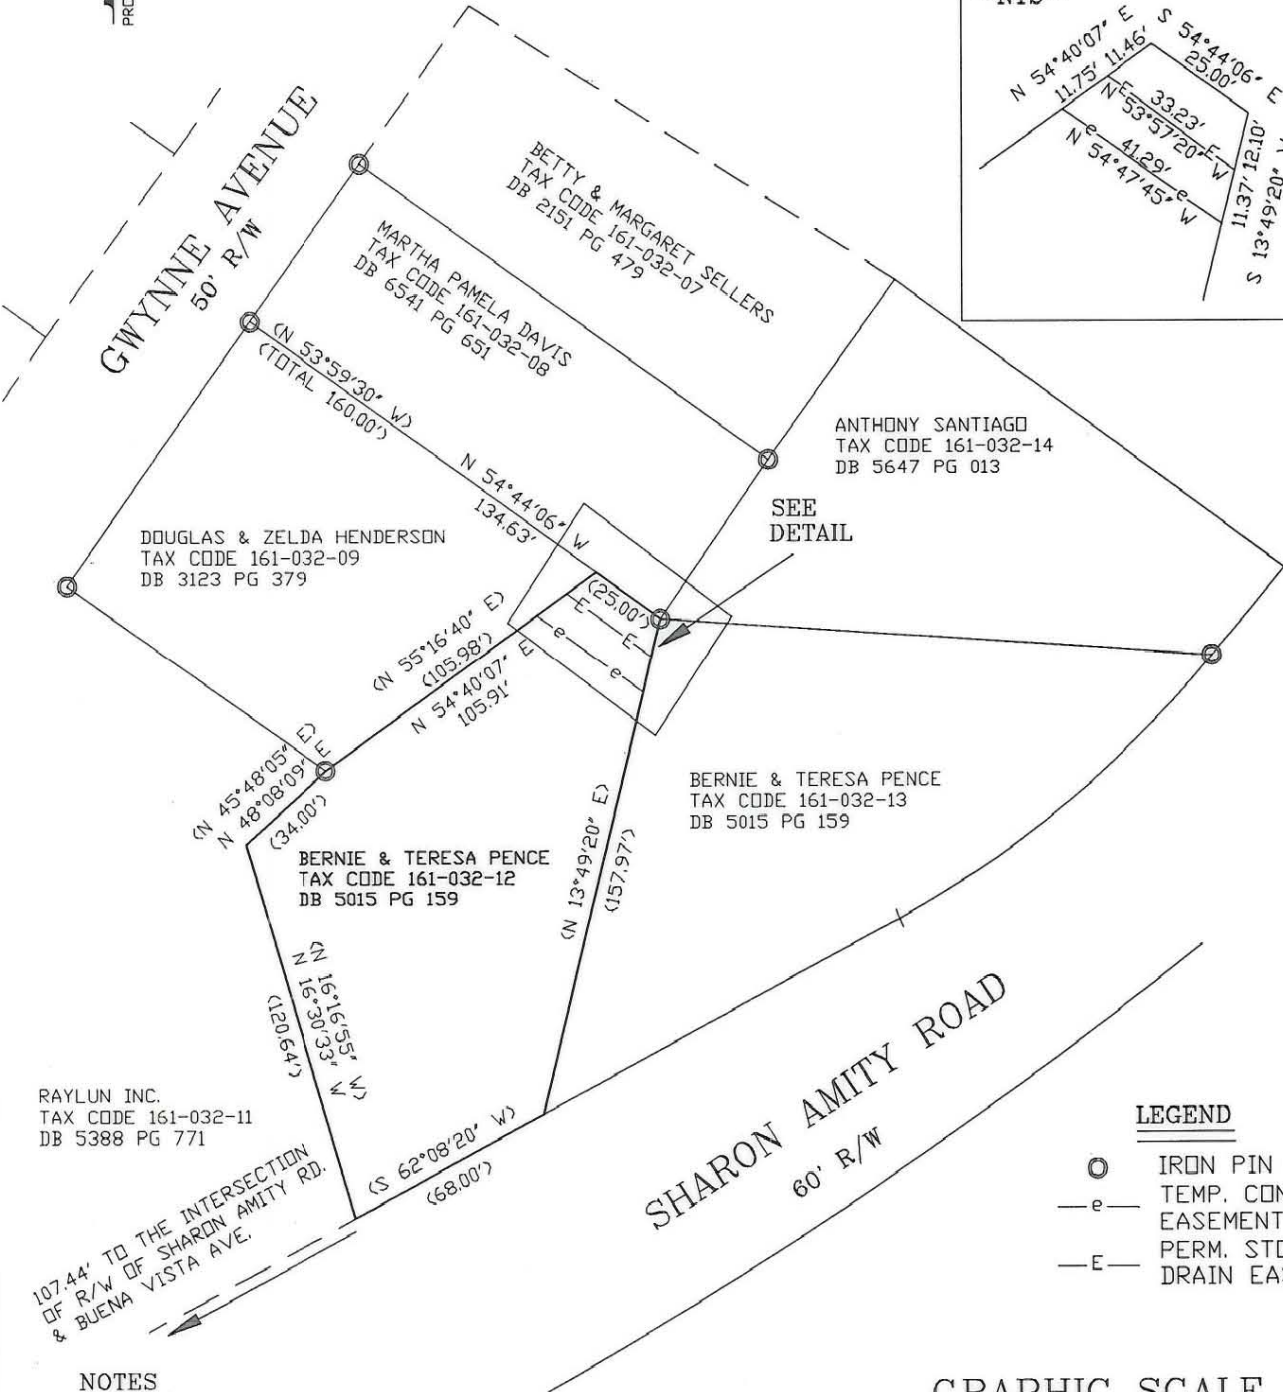 PRO
NTS
N 54°40'07" E
11.75' 11.46'
S 54°44'06" E
25.00'
33.23'
N 53°57'20" W
E
E
41.29'
N 54°47'45" W
e
e
11.37' 12.10'
S 13°49'20"
GWYNNE AVENUE
50' R/W
BETTY & MARGARET SELLERS
TAX CODE 161-032-07
DB 2151 PG 479
MARTHA PAMELA DAVIS
TAX CODE 161-032-08
DB 6541 PG 651
(N 53°59'30" W)
(TOTAL 160.00')
N 54°44'06" W
134.63'
ANTHONY SANTIAGO
TAX CODE 161-032-14
DB 5647 PG 013
SEE
DETAIL
DOUGLAS & ZELDA HENDERSON
TAX CODE 161-032-09
DB 3123 PG 379
(25.00')
E
E
e
e
(N 55°16'40" E)
(105.98')
N 54°40'07" E
105.91'
(N 45°48'05" E)
N 48°08'09" E
(34.00')
BERNIE & TERESA PENCE
TAX CODE 161-032-13
DB 5015 PG 159
BERNIE & TERESA PENCE
TAX CODE 161-032-12
DB 5015 PG 159
(N 13°49'20" E)
(157.97')
(N 16°16'55" W)
N 16°30'33" W
(120.64')
RAYLUN INC.
TAX CODE 161-032-11
DB 5388 PG 771
(S 62°08'20" W)
(68.00')
107.44' TO THE INTERSECTION
OF R/W OF SHARON AMITY RD.
& BUENA VISTA AVE.
SHARON AMITY ROAD
60' R/W
LEGEND
IRON PIN
e TEMP. CON
EASEMENT
E PERM. STO
DRAIN EAS
NOTES
GRAPHIC SCALE